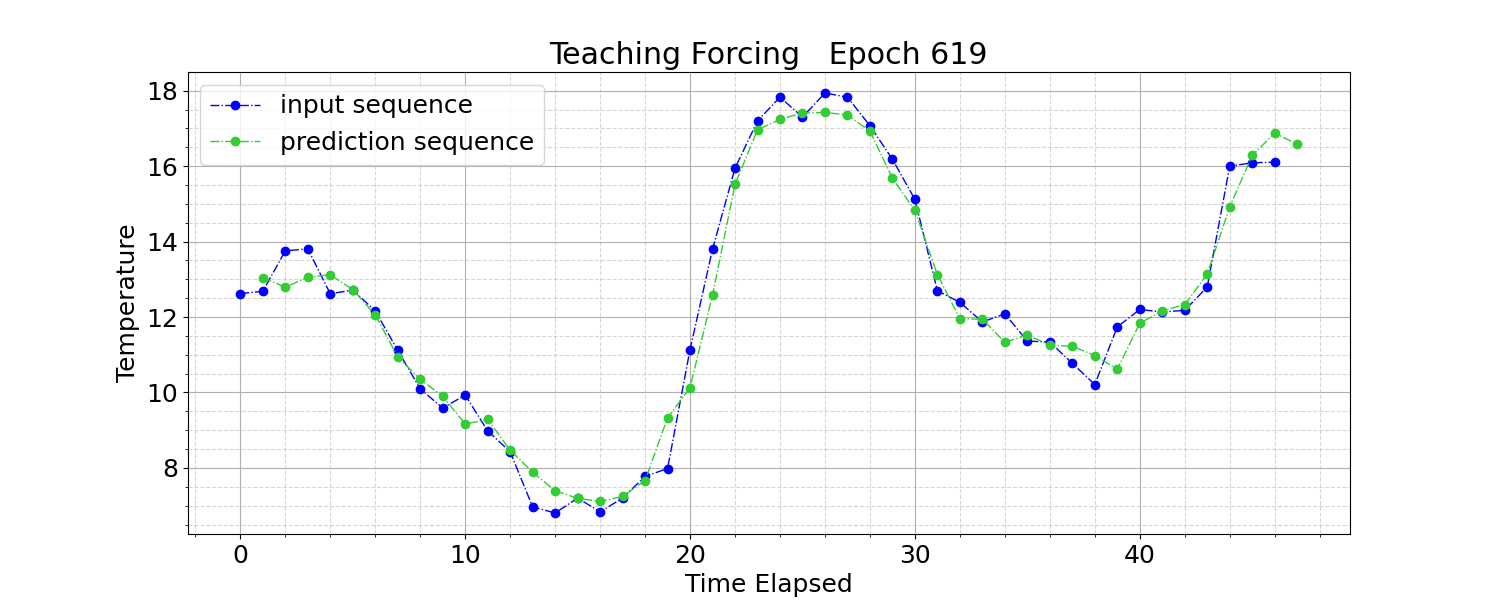 Teaching Forcing   Epoch 619
input sequence
prediction sequence
Temperature
18
16
14
12
10
8
0 10 20 30 40
Time Elapsed